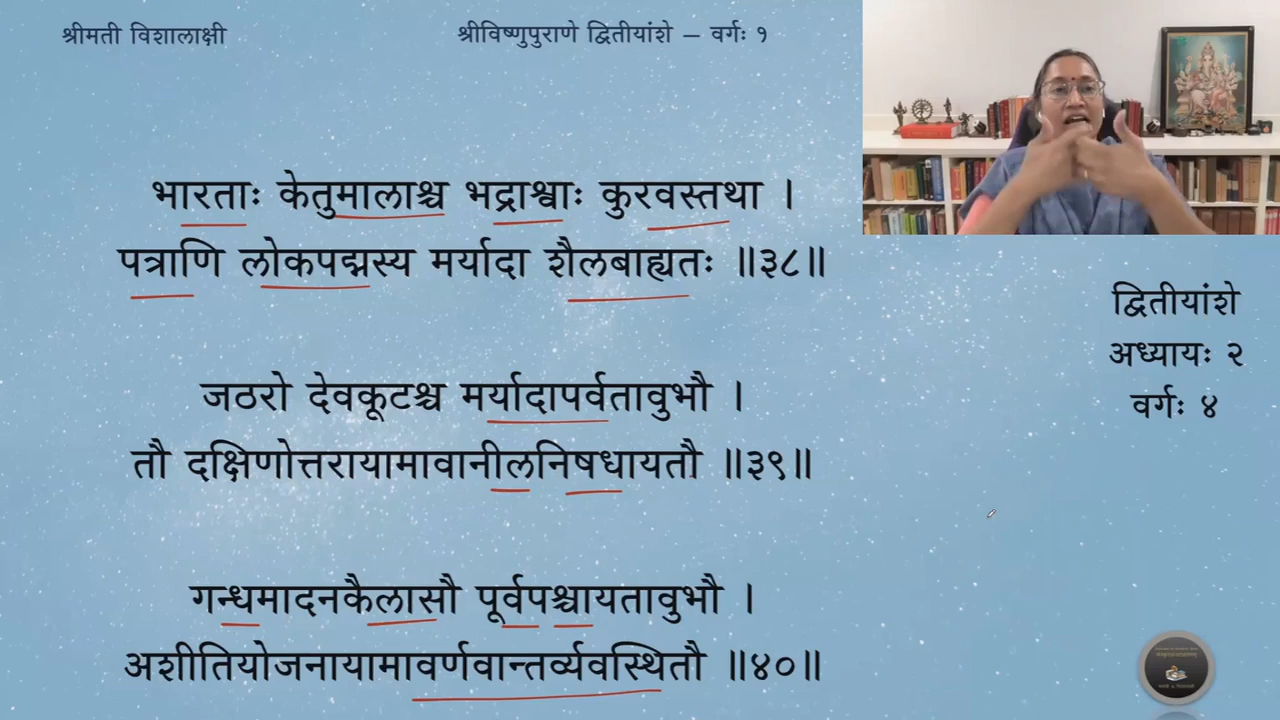 श्रीमती विशालाक्षी
श्रीविष्णुपुराणे द्वितीयांशे – वर्गः १
भारताः केतुमालाश्च भद्राश्वाः कुरवस्तथा ।
पत्राणि लोकपद्मस्य मर्यादा शैलबाह्यतः ॥३८॥
जठरो देवकूटश्च मर्यादापर्वतावुभौ ।
तौ दक्षिणोत्तरायामावानीलनिषधायतौ ॥३९॥
गन्धमादनकैलासौ पूर्वपश्चायतावुभौ ।
अशीतियोजनायामावर्णवान्तर्व्यवस्थितौ ॥४०॥
द्वितीयांशे
अध्यायः २
वर्गः ४